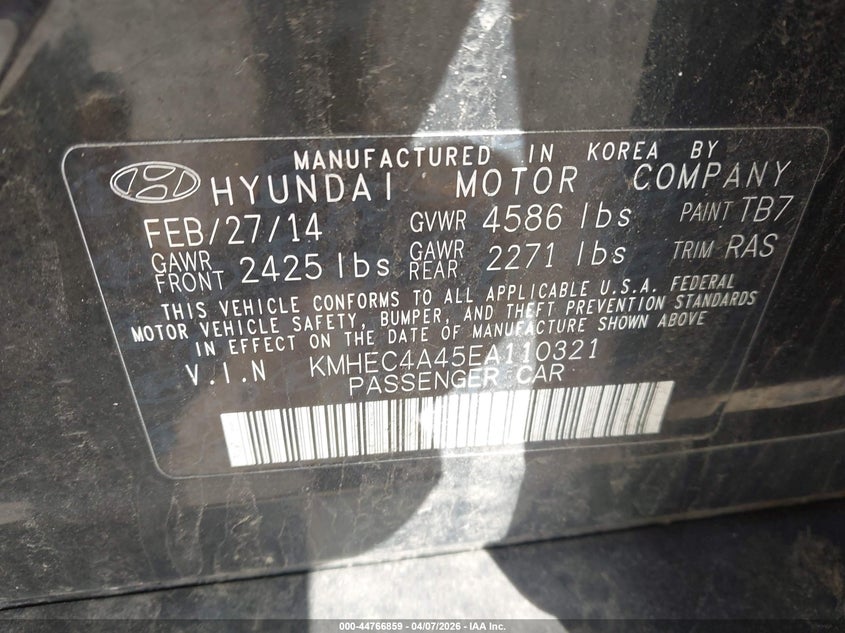 MANUFACTURED IN KOREA BY
HYUNDAI MOTOR COMPANY
FEB/27/14 GVWR 4586 lbs PAINT TB7
GAWR FRONT 2425 lbs GAWR REAR 2271 lbs TRIM RAS
THIS VEHICLE CONFORMS TO ALL APPLICABLE U.S.A. FEDERAL
MOTOR VEHICLE SAFETY, BUMPER, AND THEFT PREVENTION STANDARDS
IN EFFECT ON THE DATE OF MANUFACTURE SHOWN ABOVE
V.I.N KMHEC4A45EA110321
PASSENGER CAR
000-44766859 - 04/07/2026 - IAA Inc.